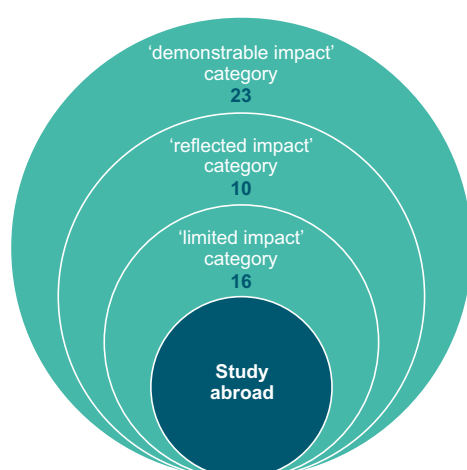 ‘demonstrable impact’
category
23
‘reflected impact’
category
10
‘limited impact’
category
16
Study
abroad